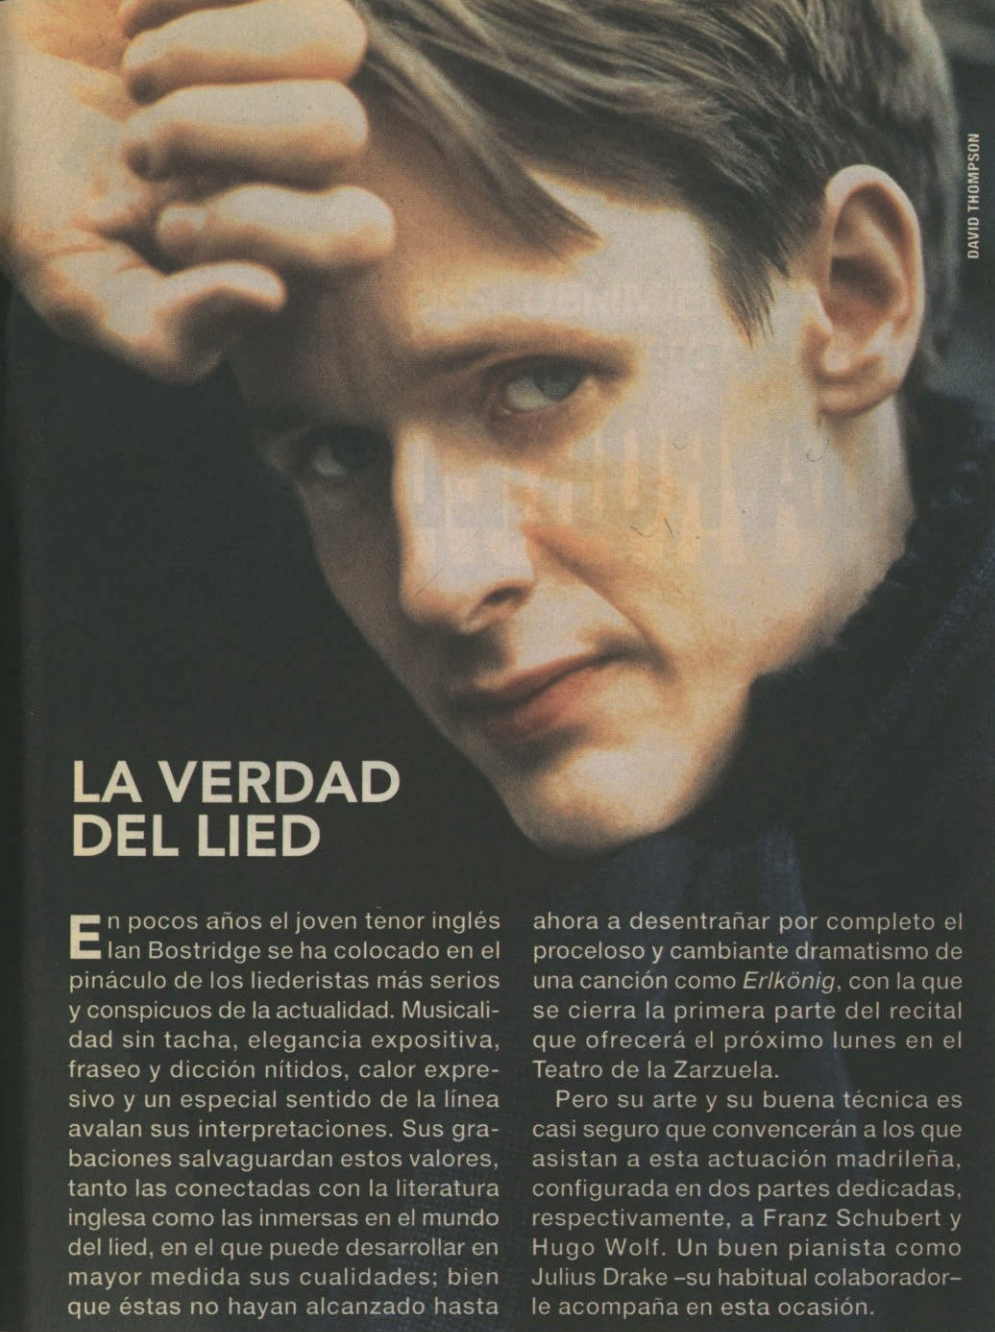 DAVID THOMPSON
LA VERDAD
DEL LIED
En pocos años el joven tenor inglés
Ian Bostridge se ha colocado en el
pináculo de los liederistas más serios
y conspicuos de la actualidad. Musicali-
dad sin tacha, elegancia expositiva,
fraseo y dicción nítidos, calor expre-
sivo y un especial sentido de la línea
avalan sus interpretaciones. Sus gra-
baciones salvaguardan estos valores,
tanto las conectadas con la literatura
inglesa como las inmersas en el mundo
del lied, en el que puede desarrollar en
mayor medida sus cualidades; bien
que éstas no hayan alcanzado hasta
ahora a desentrañar por completo el
proceloso y cambiante dramatismo de
una canción como Erlkönig, con la que
se cierra la primera parte del recital
que ofrecerá el próximo lunes en el
Teatro de la Zarzuela.
Pero su arte y su buena técnica es
casi seguro que convencerán a los que
asistan a esta actuación madrileña,
configurada en dos partes dedicadas,
respectivamente, a Franz Schubert y
Hugo Wolf. Un buen pianista como
Julius Drake –su habitual colaborador–
le acompaña en esta ocasión.